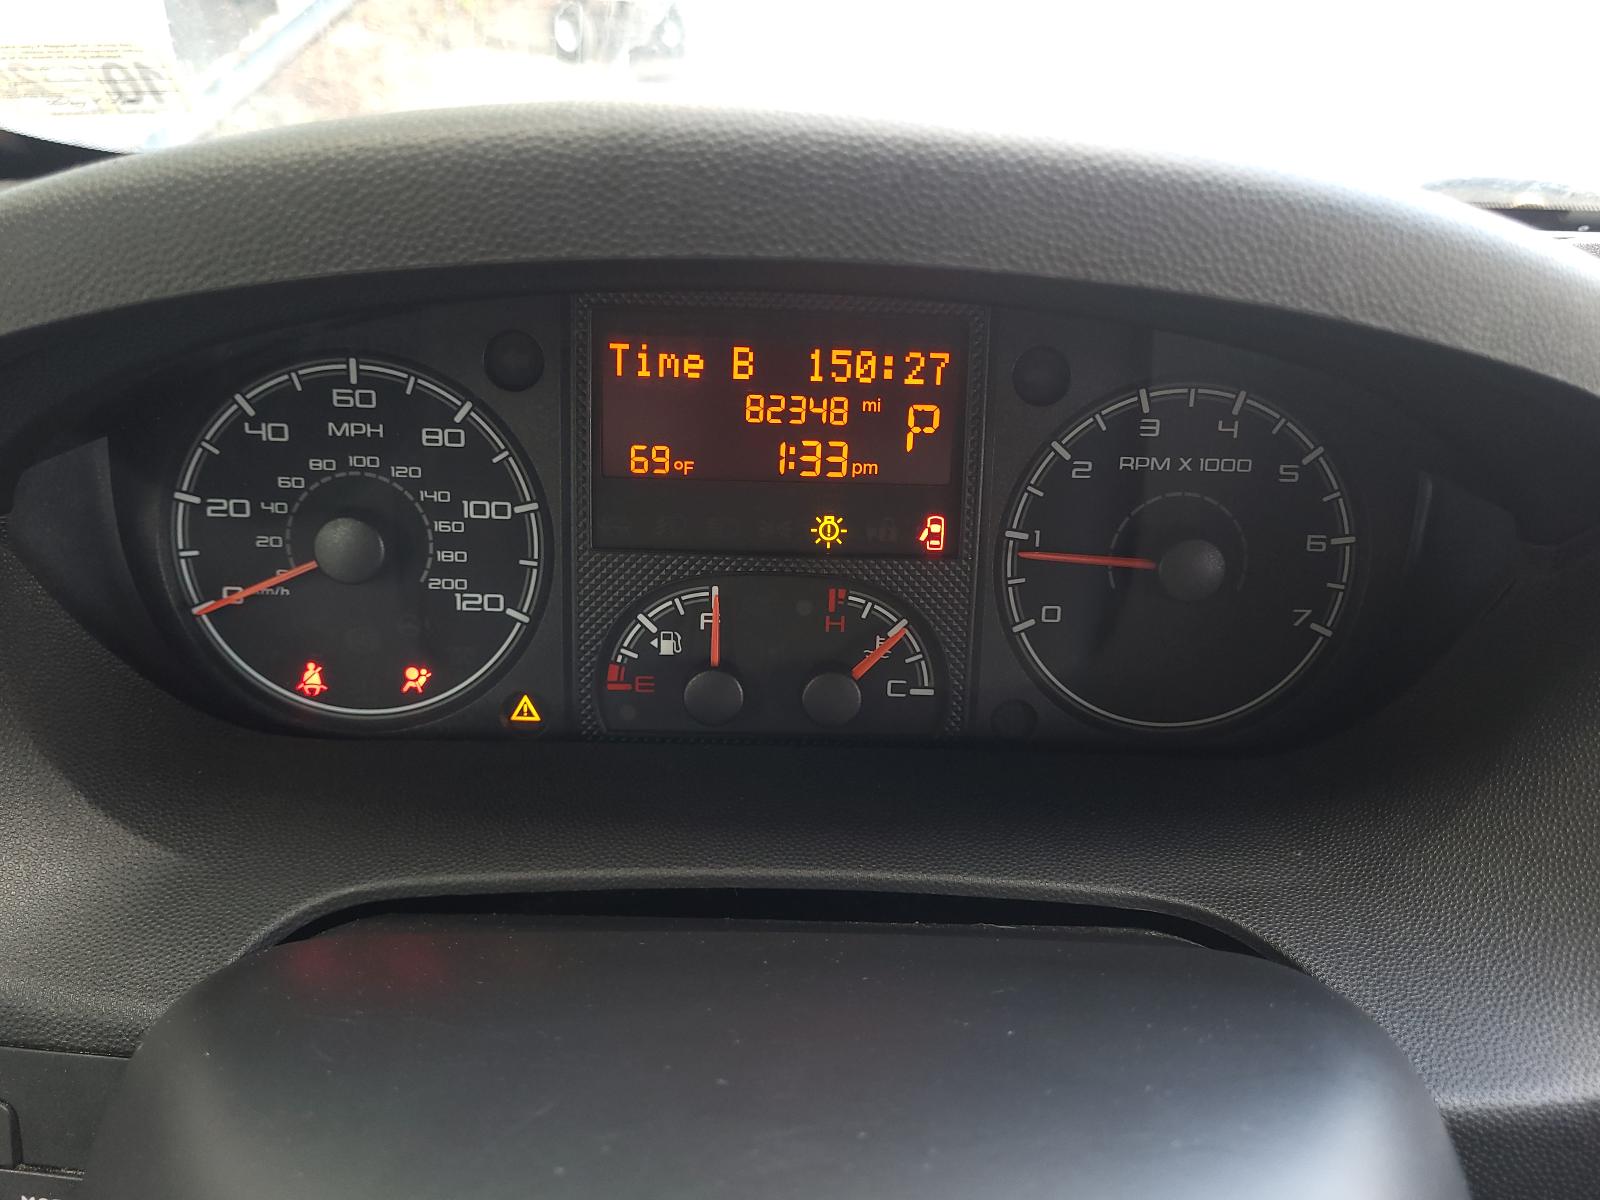 10
Time B 150:27
82348 mi
P
69°F 1:33 pm
0 20 40 60 80 100 120
MPH
20 40 60 80 100 120 140 160 180 200
km/h
0 1 2 3 4 5 6 7
RPM X 1000
E F
H C